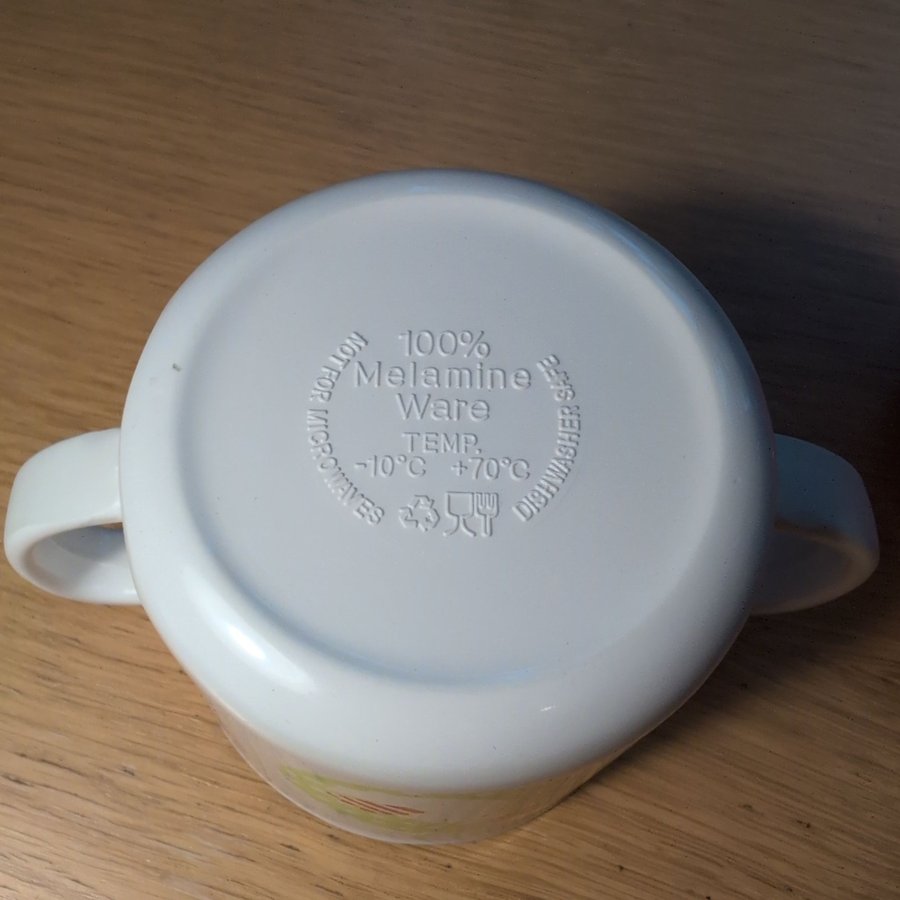 100%
Melamine
Ware
TEMP.
-10°C +70°C
NOT FOR MICROWAVES
DISHWASHER SAFE